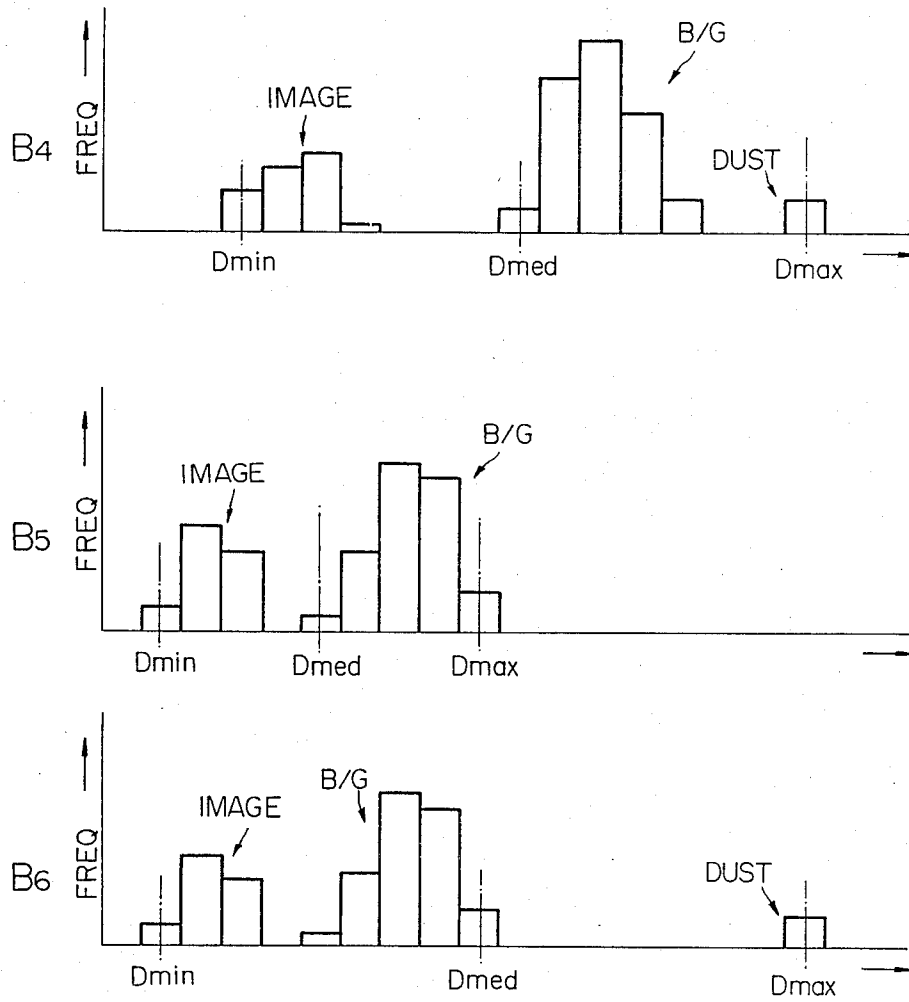 B4
FREQ
IMAGE
B/G
DUST
Dmin
Dmed
Dmax
B5
FREQ
IMAGE
B/G
Dmin
Dmed
Dmax
B6
FREQ
IMAGE
B/G
DUST
Dmin
Dmed
Dmax